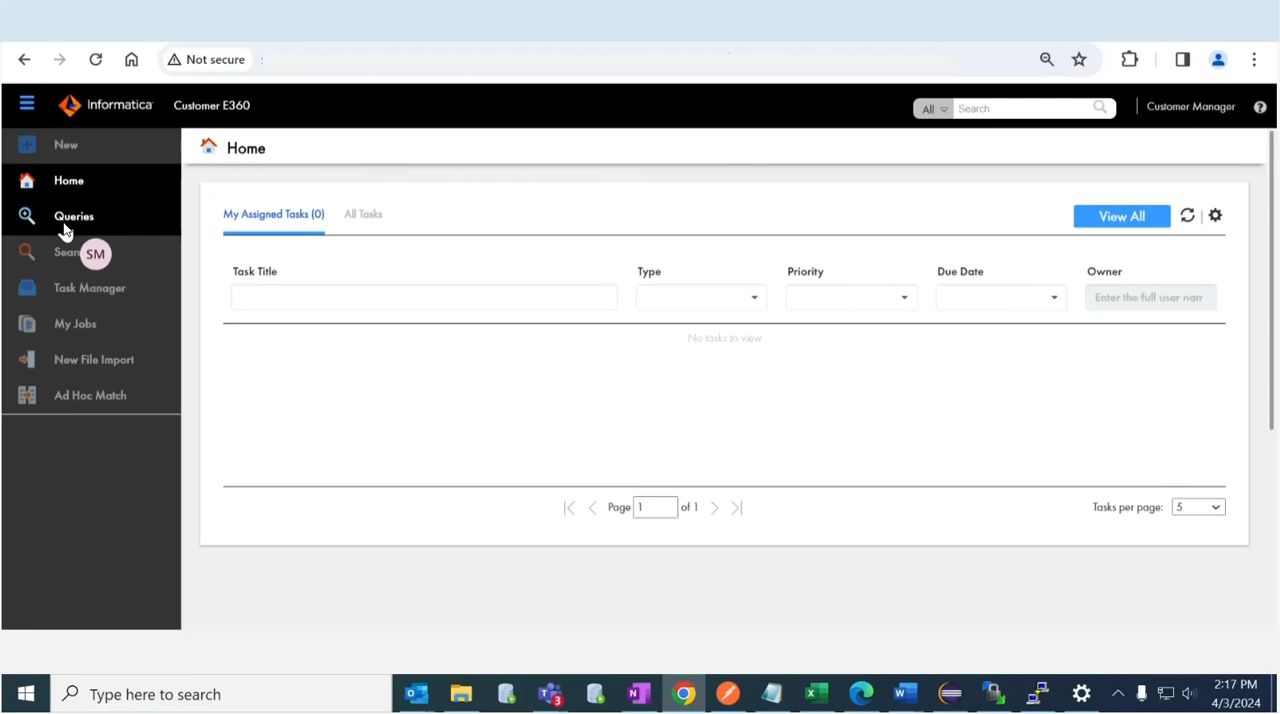 Not secure
Informatica Customer E360
All Search
Customer Manager
New
Home
Queries
Sear
SM
Task Manager
My Jobs
New File Import
Ad Hoc Match
Home
My Assigned Tasks (0) All Tasks
View All
Task Title Type Priority Due Date Owner
Enter the full user nam
No tasks to view
Page 1 of 1
Tasks per page: 5
Type here to search
3
2:17 PM
4/3/2024